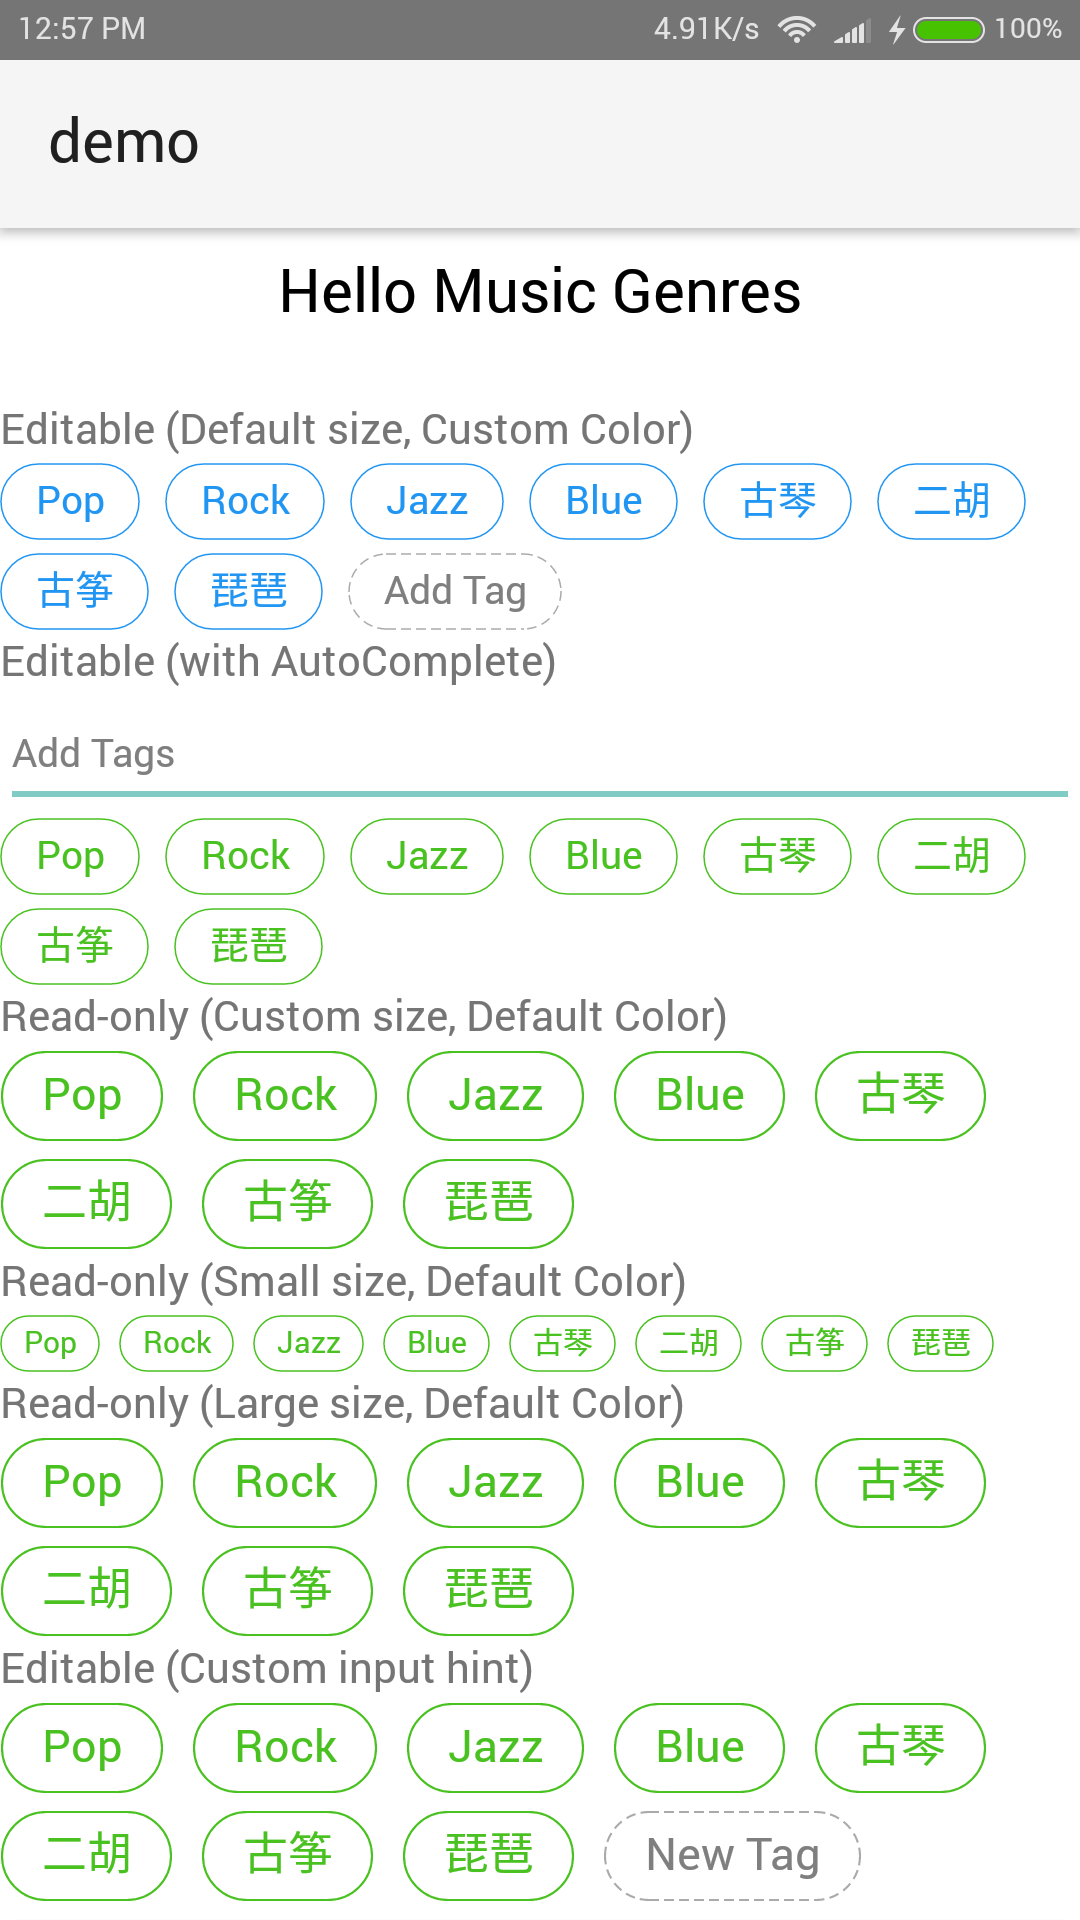 12:57 PM 4.91K/s 100%
demo
Hello Music Genres
Editable (Default size, Custom Color)
Pop Rock Jazz Blue 古琴 二胡
古筝 琵琶 Add Tag
Editable (with AutoComplete)
Add Tags
Pop Rock Jazz Blue 古琴 二胡
古筝 琵琶
Read-only (Custom size, Default Color)
Pop Rock Jazz Blue 古琴
二胡 古筝 琵琶
Read-only (Small size, Default Color)
Pop Rock Jazz Blue 古琴 二胡 古筝 琵琶
Read-only (Large size, Default Color)
Pop Rock Jazz Blue 古琴
二胡 古筝 琵琶
Editable (Custom input hint)
Pop Rock Jazz Blue 古琴
二胡 古筝 琵琶 New Tag